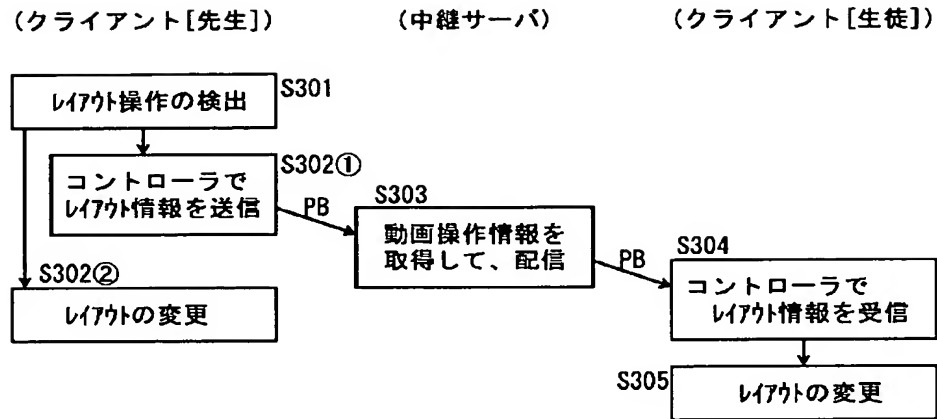 (クライアント[先生]) (中継サーバ) (クライアント[生徒])
ﾚｲｱｳﾄ操作の検出 S301
S302①
コントローラで
ﾚｲｱｳﾄ情報を送信
PB
S303
動画操作情報を
取得して、配信
PB
S304
コントローラで
ﾚｲｱｳﾄ情報を受信
S302②
ﾚｲｱｳﾄの変更
S305 ﾚｲｱｳﾄの変更